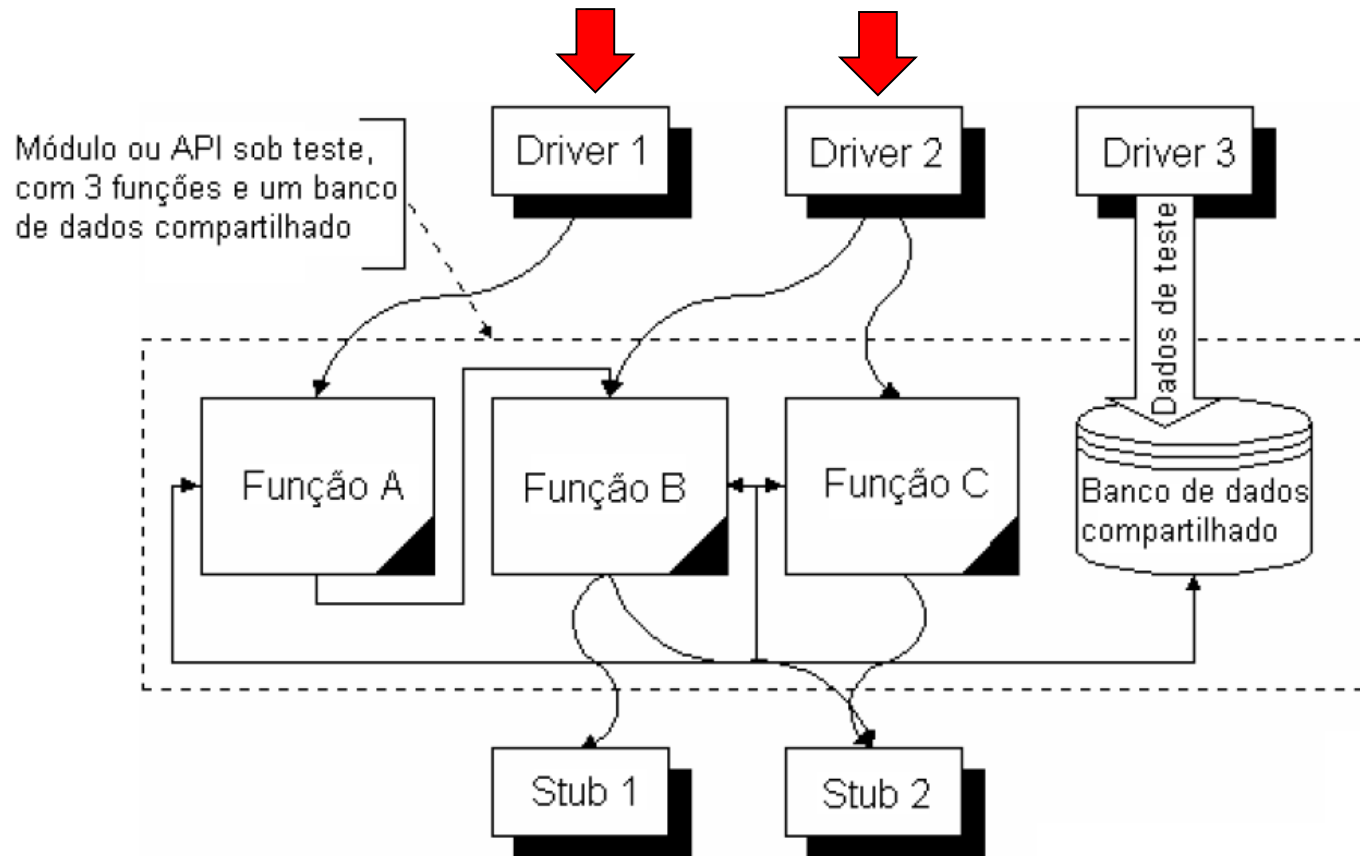 Driver 1
Driver 2
Driver 3
Módulo ou API sob teste,
com 3 funções e um banco
de dados compartilhado
Dados de teste
Função A
Função B
Função C
Banco de dados
compartilhado
Stub 1
Stub 2